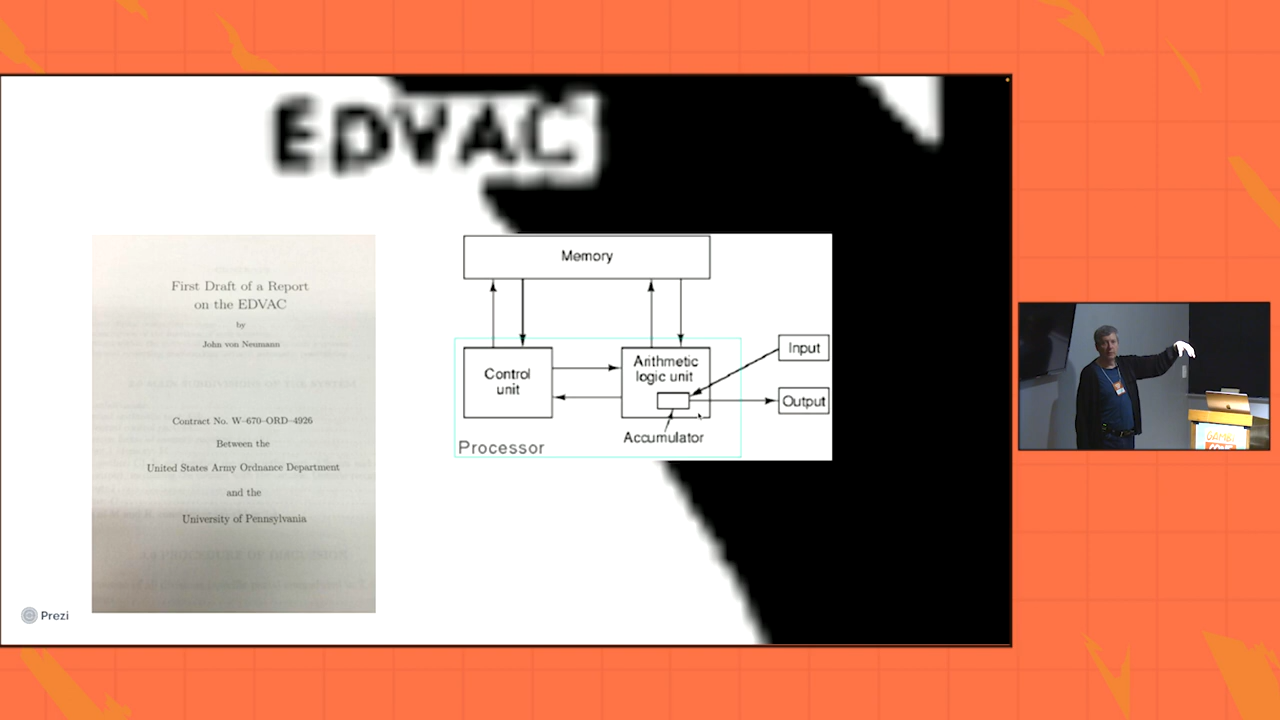 EDVAC
First Draft of a Report
on the EDVAC
by
John von Neumann
Contract No. W–670–ORD–4926
Between the
United States Army Ordnance Department
and the
University of Pennsylvania
Memory
Control
unit
Arithmetic
logic unit
Input
Output
Accumulator
Processor
Prezi